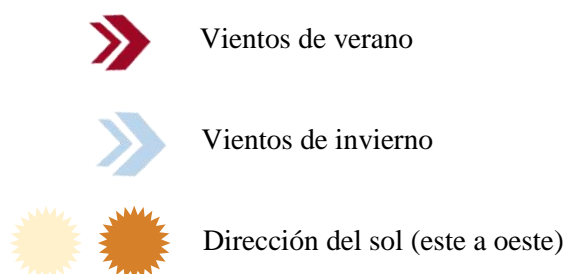 Vientos de verano
Vientos de invierno
Dirección del sol (este a oeste)